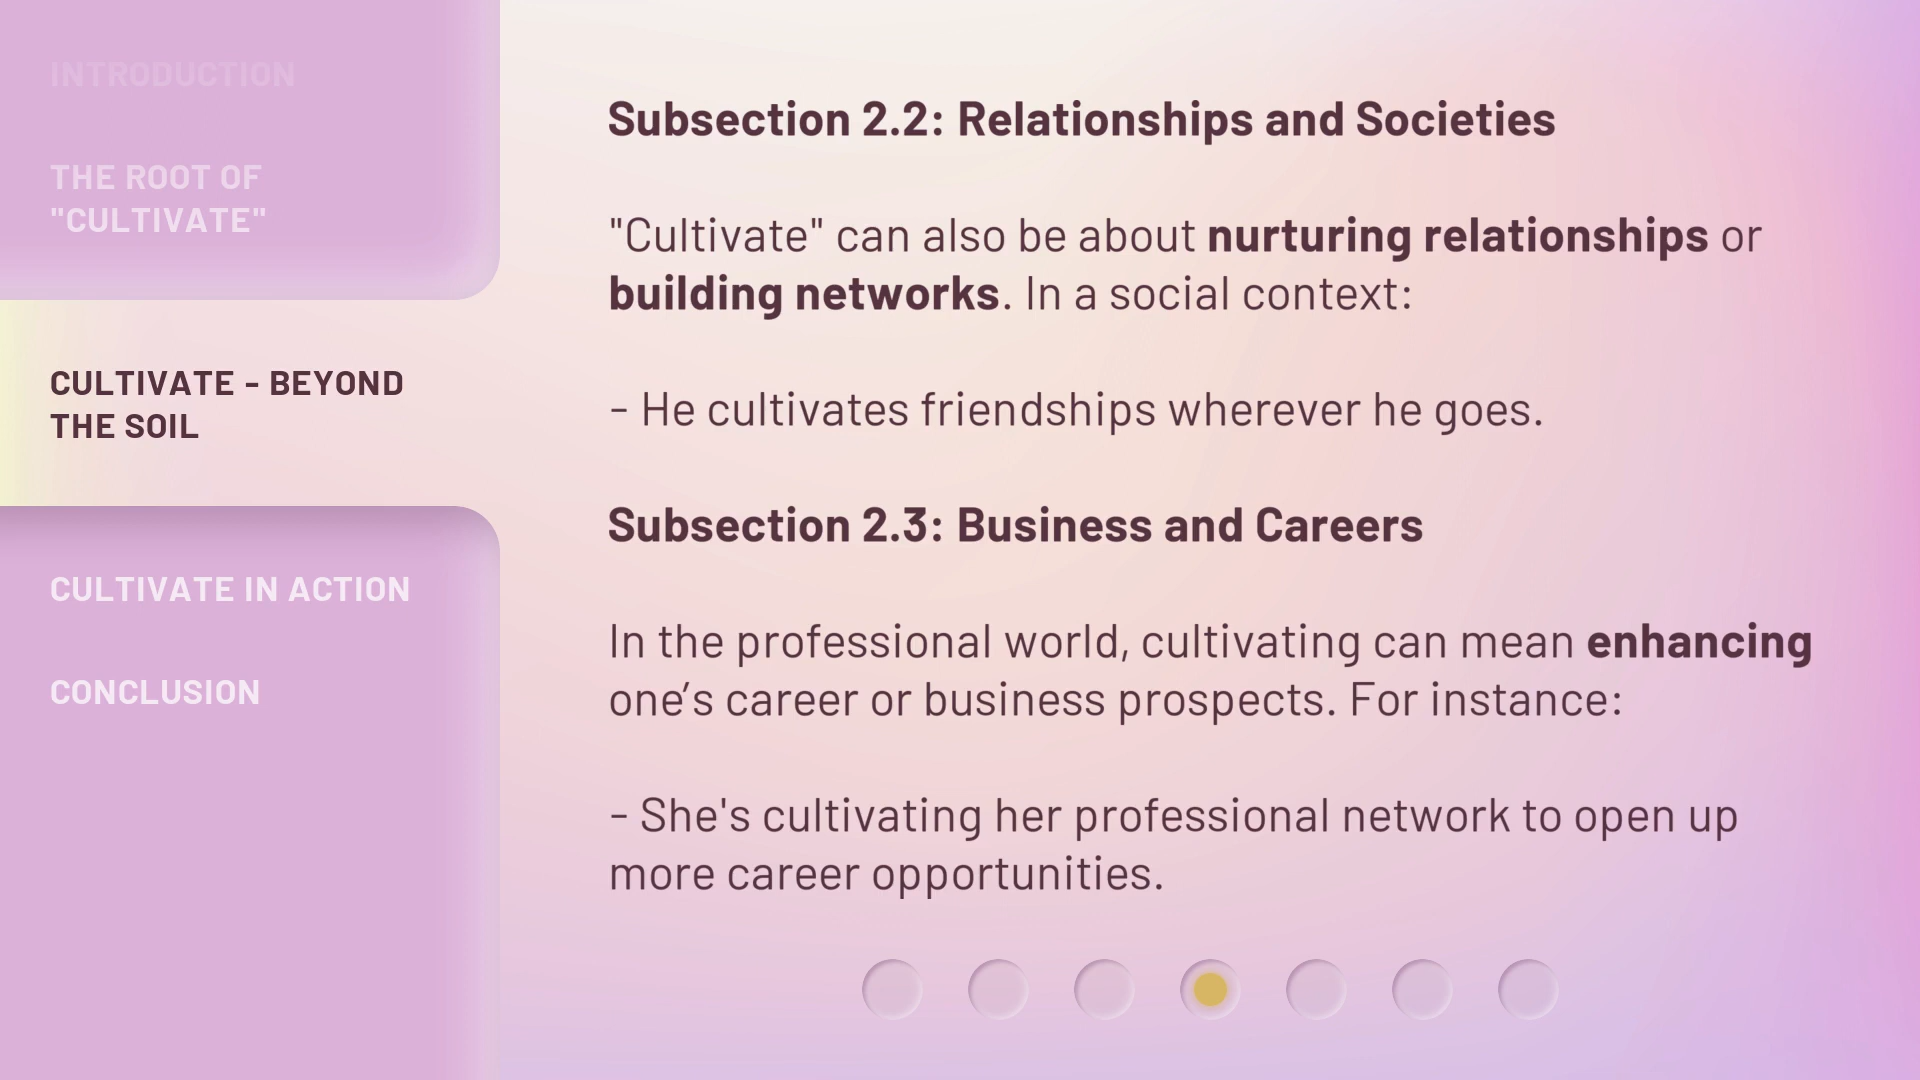 INTRODUCTION
THE ROOT OF
"CULTIVATE"
CULTIVATE - BEYOND
THE SOIL
CULTIVATE IN ACTION
CONCLUSION
Subsection 2.2: Relationships and Societies
"Cultivate" can also be about nurturing relationships or
building networks. In a social context:
- He cultivates friendships wherever he goes.
Subsection 2.3: Business and Careers
In the professional world, cultivating can mean enhancing
one’s career or business prospects. For instance:
- She's cultivating her professional network to open up
more career opportunities.